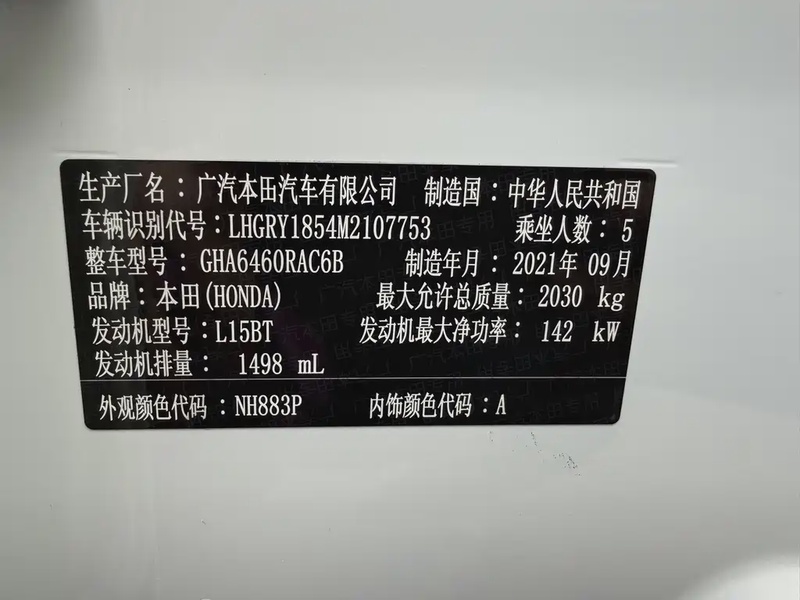 生产厂名：广汽本田汽车有限公司 制造国：中华人民共和国
车辆识别代号：LHGRY1854M2107753 乘坐人数：5
整车型号：GHA6460RAC6B 制造年月：2021年09月
品牌：本田(HONDA) 最大允许总质量：2030 kg
发动机型号：L15BT 发动机最大净功率：142 kW
发动机排量：1498 mL
外观颜色代码：NH883P 内饰颜色代码：A